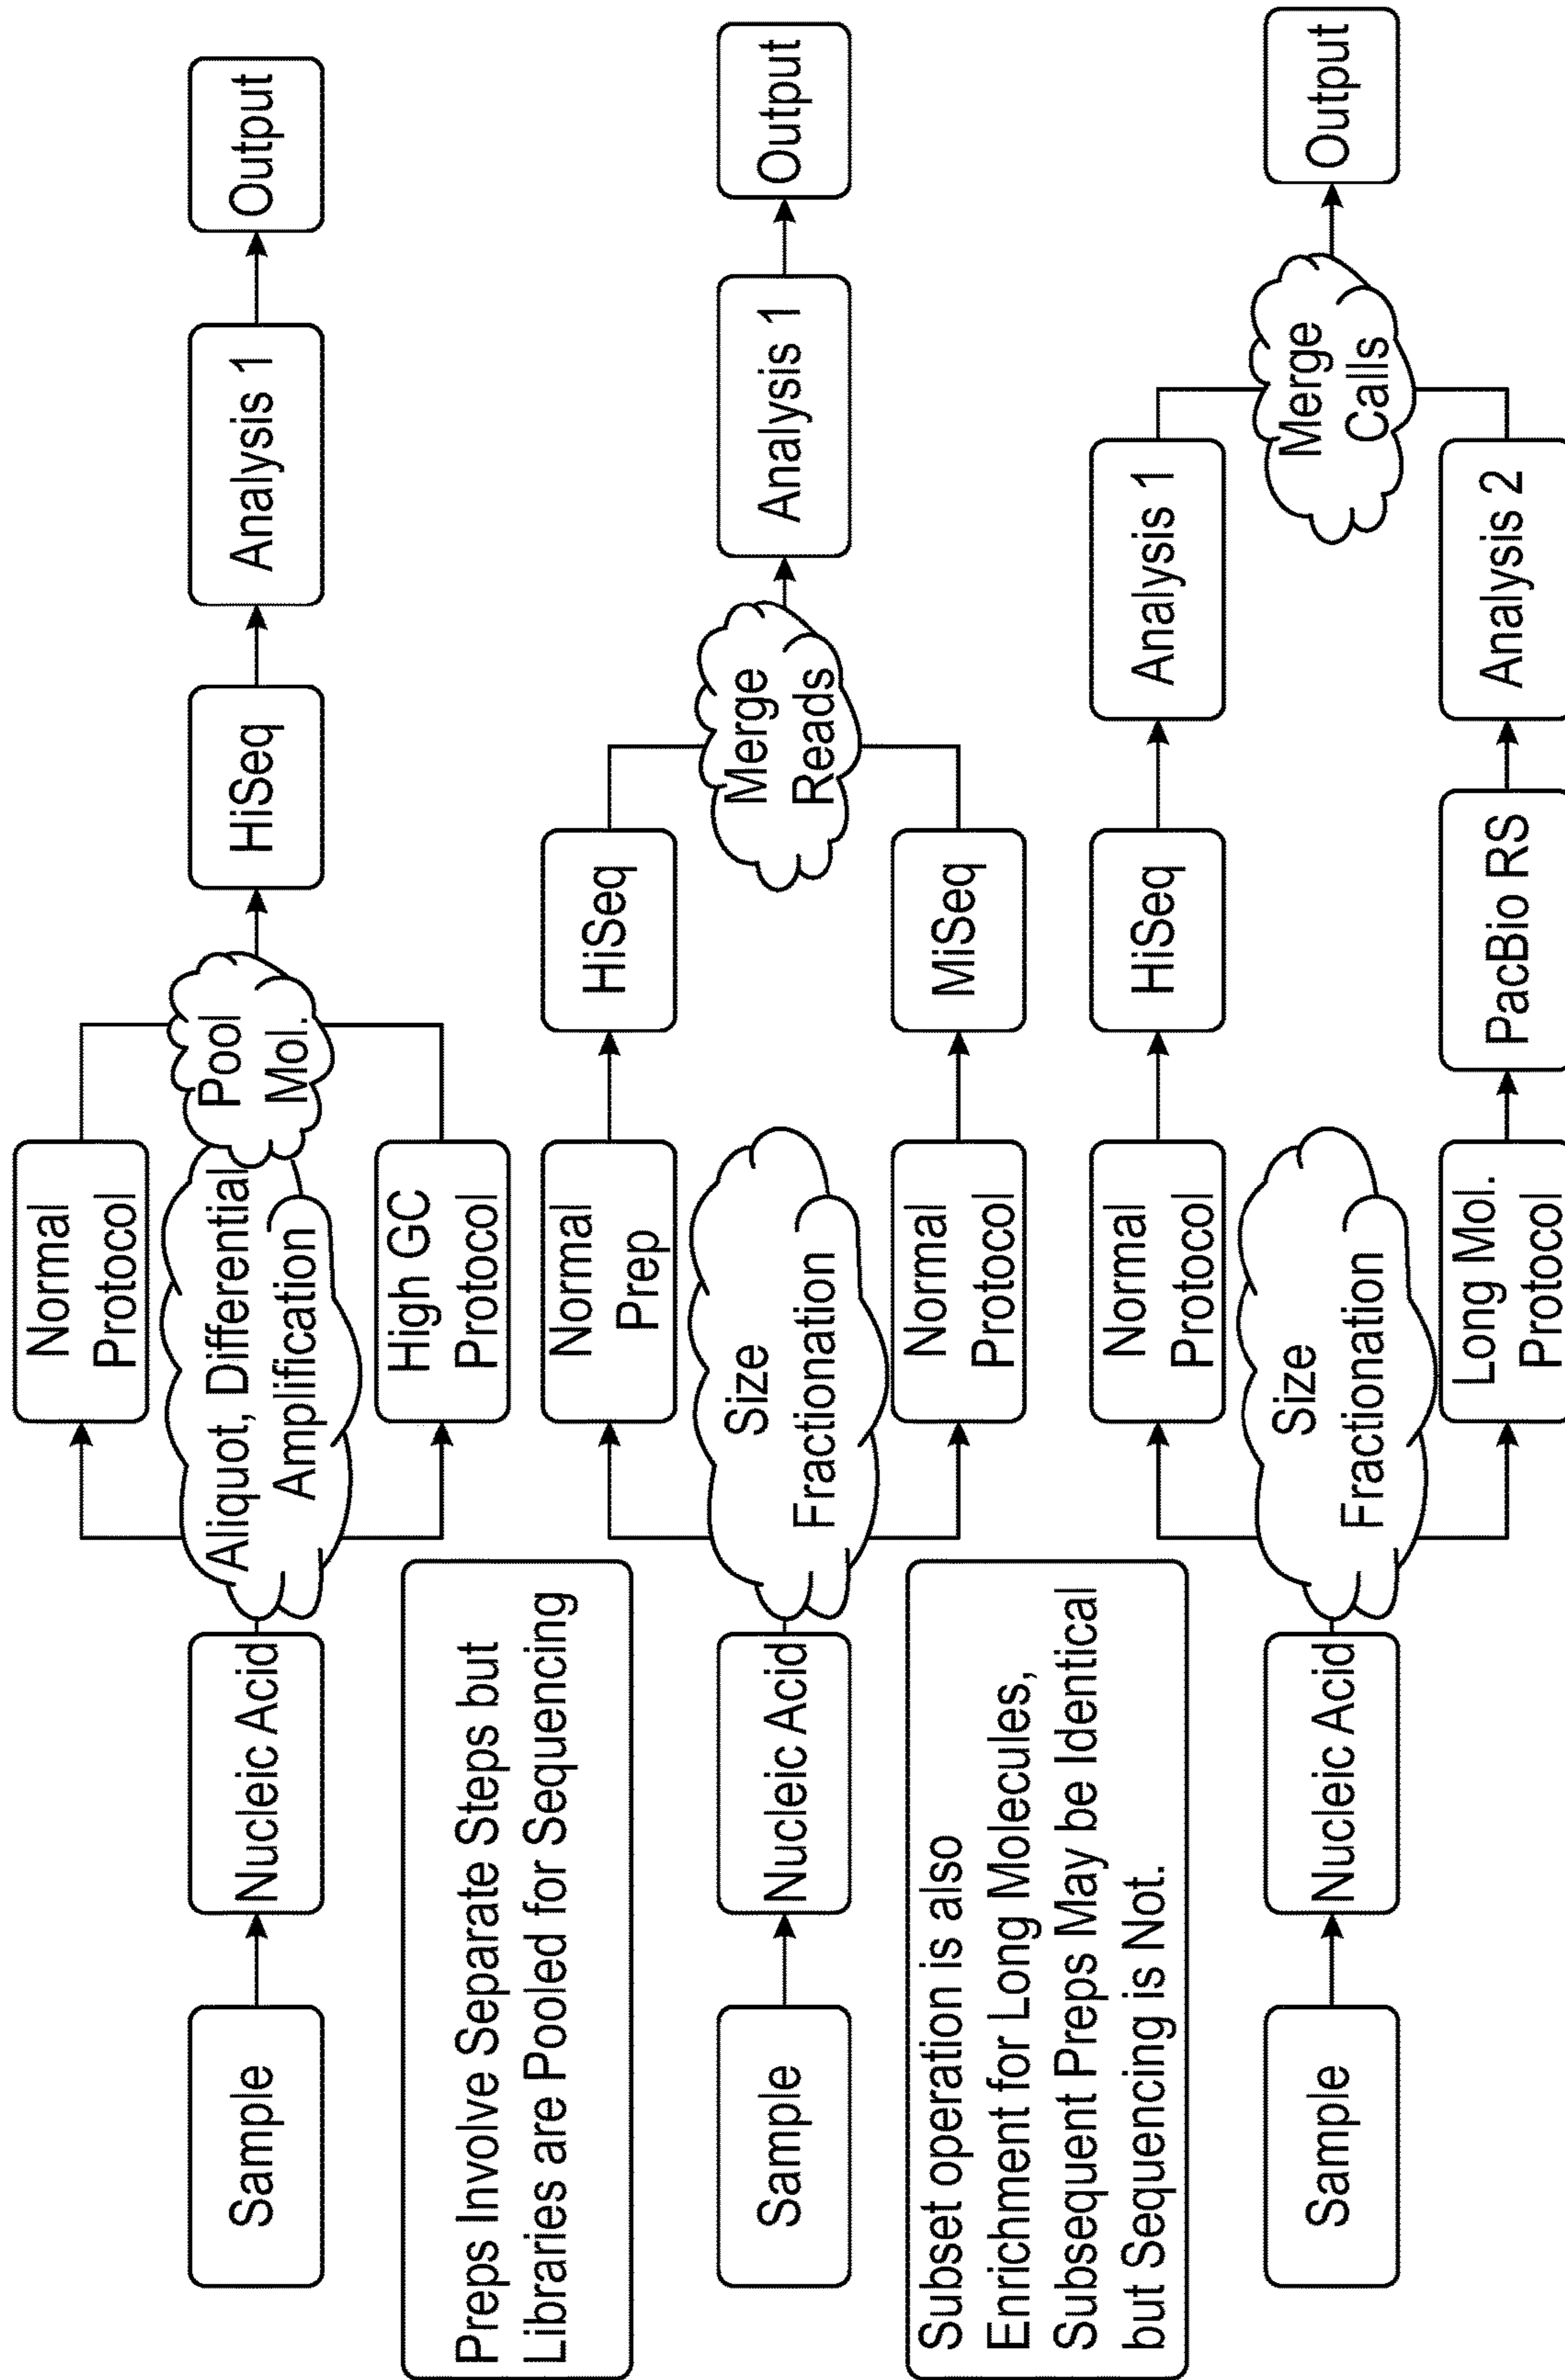 Sample
Nucleic Acid
Aliquot, Differential
Amplification
Normal
Protocol
High GC
Protocol
Pool
Mol.
HiSeq
Analysis 1
Output
Preps Involve Separate Steps but
Libraries are Pooled for Sequencing
Sample
Nucleic Acid
Size
Fractionation
Normal
Prep
Normal
Protocol
HiSeq
MiSeq
Merge
Reads
Analysis 1
Output
Subset operation is also
Enrichment for Long Molecules,
Subsequent Preps May be Identical
but Sequencing is Not.
Sample
Nucleic Acid
Size
Fractionation
Normal
Protocol
Long Mol.
Protocol
HiSeq
PacBio RS
Analysis 1
Analysis 2
Merge
Calls
Output